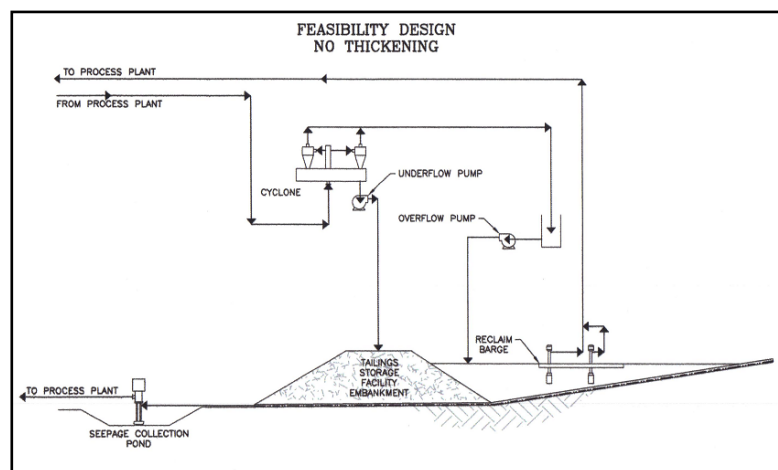 FEASIBILITY DESIGN
NO THICKENING
TO PROCESS PLANT
FROM PROCESS PLANT
CYCLONE
UNDERFLOW PUMP
OVERFLOW PUMP
RECLAIM
BARGE
TAILINGS
STORAGE
FACILITY
EMBANKMENT
TO PROCESS PLANT
SEEPAGE COLLECTION
POND